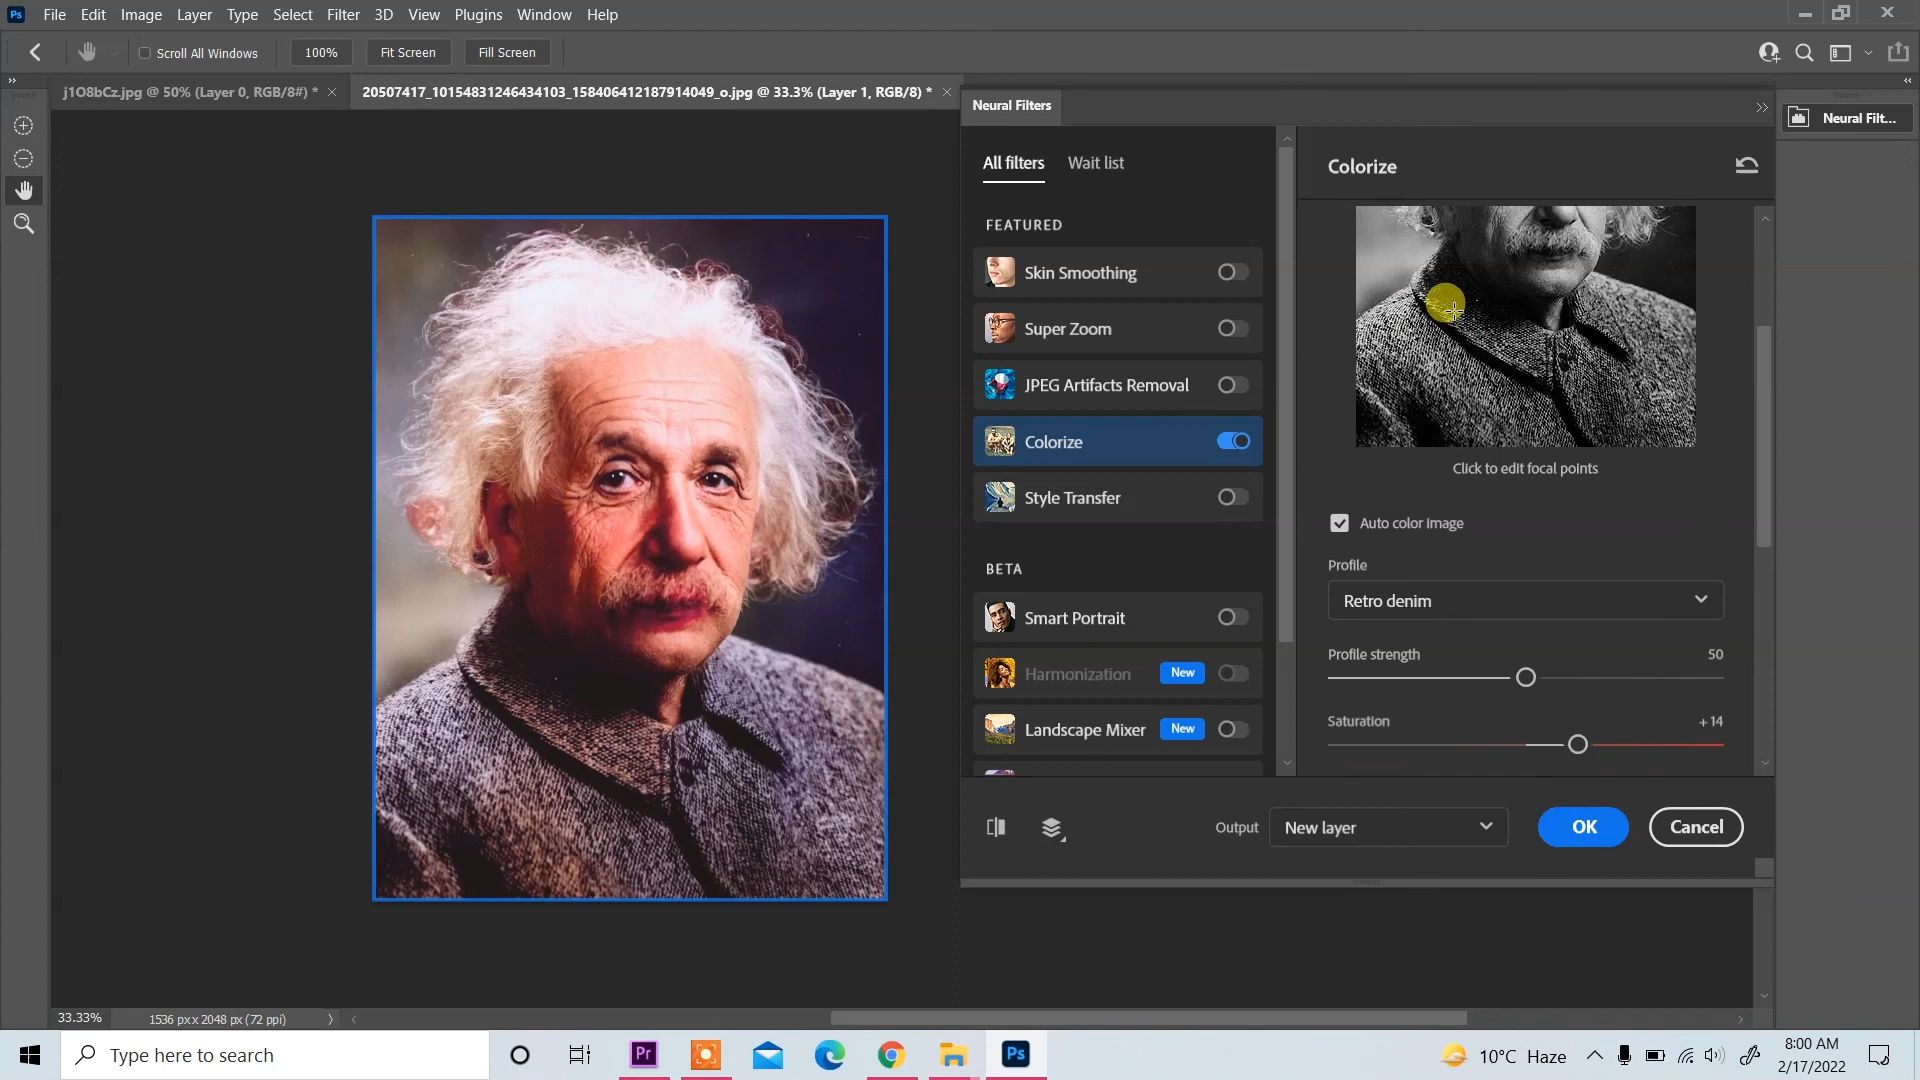 Ps File Edit Image Layer Type Select Filter 3D View Plugins Window Help
Scroll All Windows 100% Fit Screen Fill Screen
j1O8bCz.jpg @ 50% (Layer 0, RGB/8#) * 20507417_10154831246434103_158406412187914049_o.jpg @ 33.3% (Layer 1, RGB/8) *
Neural Filters
Neural Filt...
All filters Wait list
Colorize
FEATURED
Skin Smoothing
Super Zoom
JPEG Artifacts Removal
Colorize
Style Transfer
BETA
Smart Portrait
Harmonization New
Landscape Mixer New
Click to edit focal points
Auto color image
Profile
Retro denim
Profile strength 50
Saturation +14
Output New layer OK Cancel
33.33% 1536 px x 2048 px (72 ppi)
Type here to search
Pr
Ps
10°C Haze
8:00 AM
2/17/2022